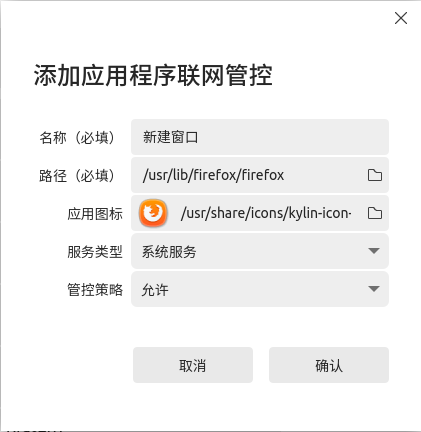 添加应用程序联网管控
名称（必填） 新建窗口
路径（必填） /usr/lib/firefox/firefox
应用图标 /usr/share/icons/kylin-icon-
服务类型 系统服务
管控策略 允许
取消 确认